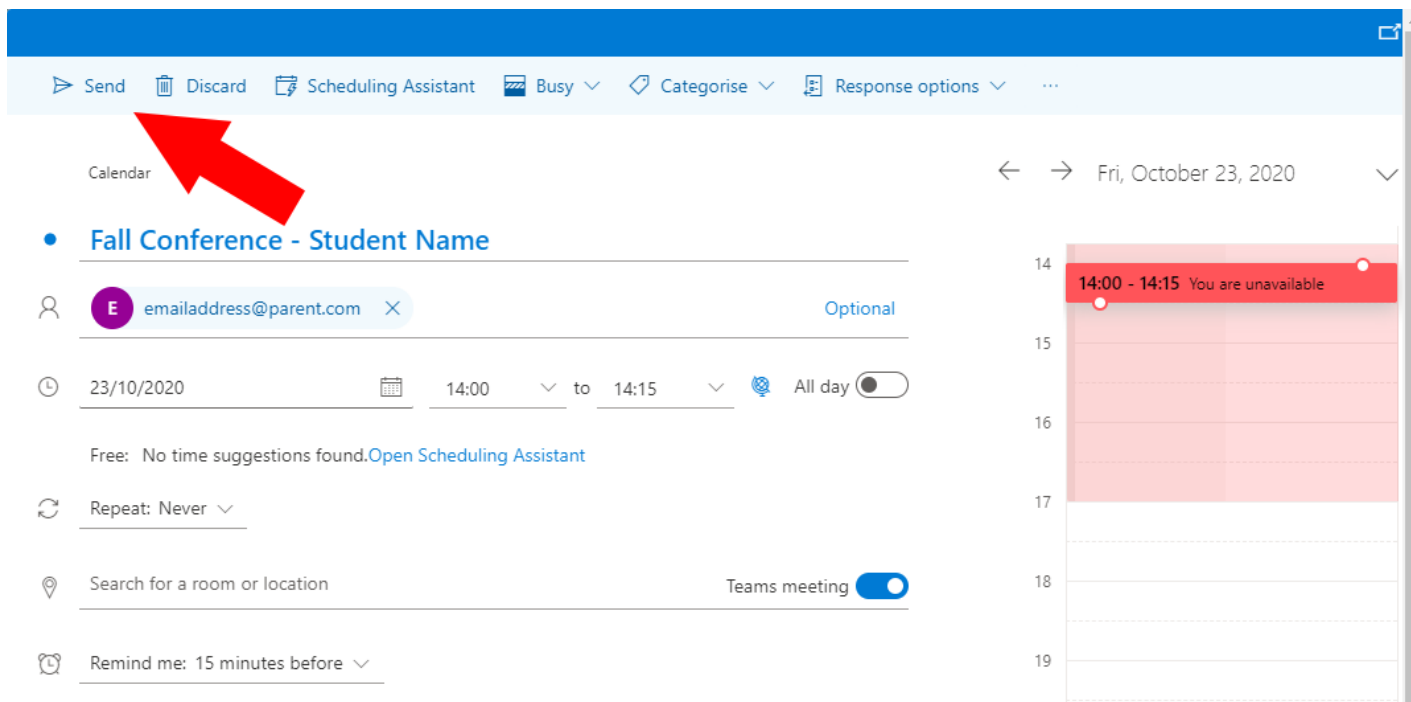 Send Discard Scheduling Assistant Busy Categorise Response options ...
Calendar
Fri, October 23, 2020
Fall Conference - Student Name
E emailaddress@parent.com Optional
23/10/2020 14:00 to 14:15 All day
Free: No time suggestions found.Open Scheduling Assistant
Repeat: Never
Search for a room or location Teams meeting
Remind me: 15 minutes before
14
14:00 - 14:15 You are unavailable
15
16
17
18
19